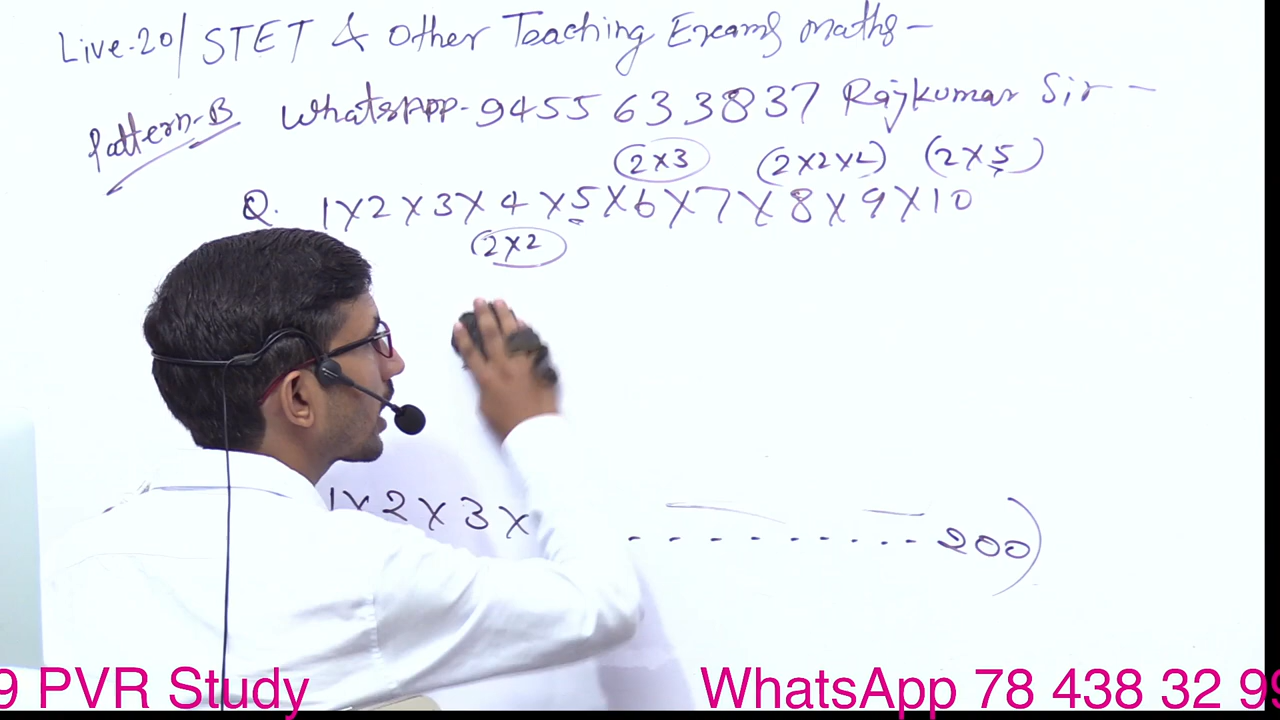 Live-20/ STET & Other Teaching Exams maths-
Pattern-B WhatsApp-9455 633837 Rajkumar Sir -
(2×3) (2×2×2) (2×5)
Q. 1×2×3×4×5×6×7×8×9×10
(2×2)
1×2×3× .......... 200)
9 PVR Study WhatsApp 78 438 32 99